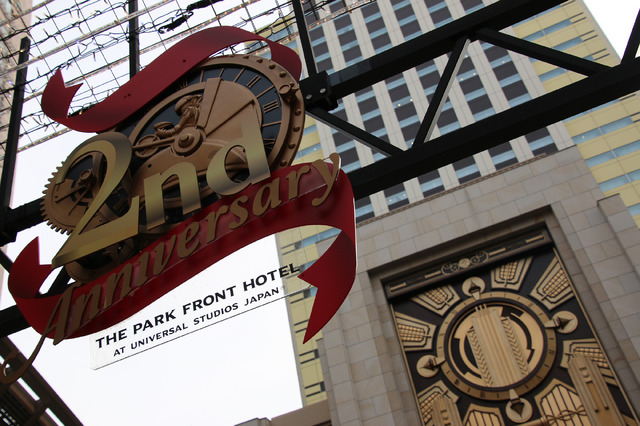 2nd
Anniversary
THE PARK FRONT HOTEL
AT UNIVERSAL STUDIOS JAPAN